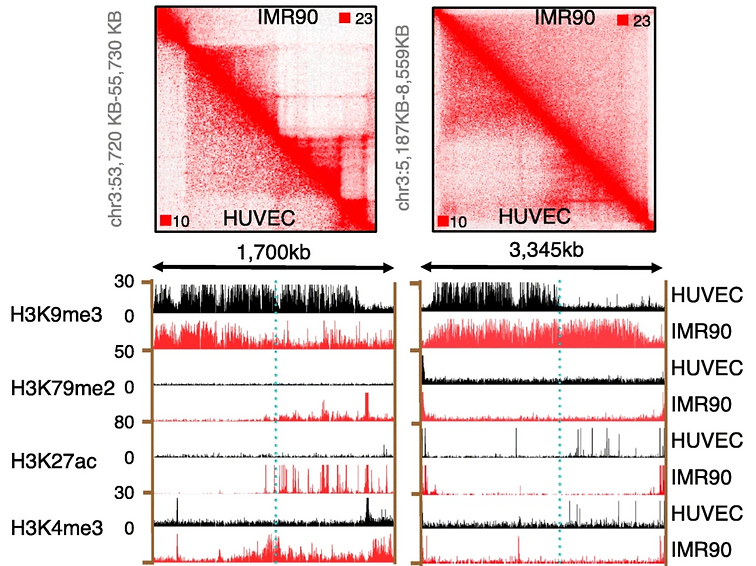 IMR90
23
IMR90
23
chr3:53,720 KB-55,730 KB
chr3:5,187KB-8,559KB
10
HUVEC
10
HUVEC
1,700kb
3,345kb
30
HUVEC
H3K9me3
0
IMR90
50
HUVEC
H3K79me2
0
IMR90
80
HUVEC
H3K27ac
0
IMR90
30
HUVEC
H3K4me3
0
IMR90